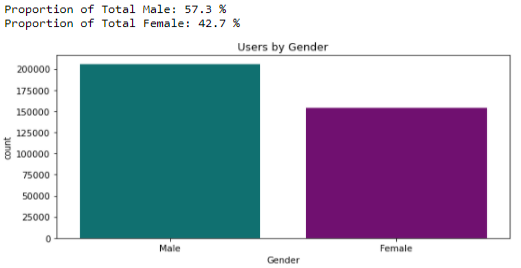 Proportion of Total Male: 57.3 %
Proportion of Total Female: 42.7 %
Users by Gender
200000
175000
150000
125000
100000
75000
50000
25000
0
count
Male Female
Gender